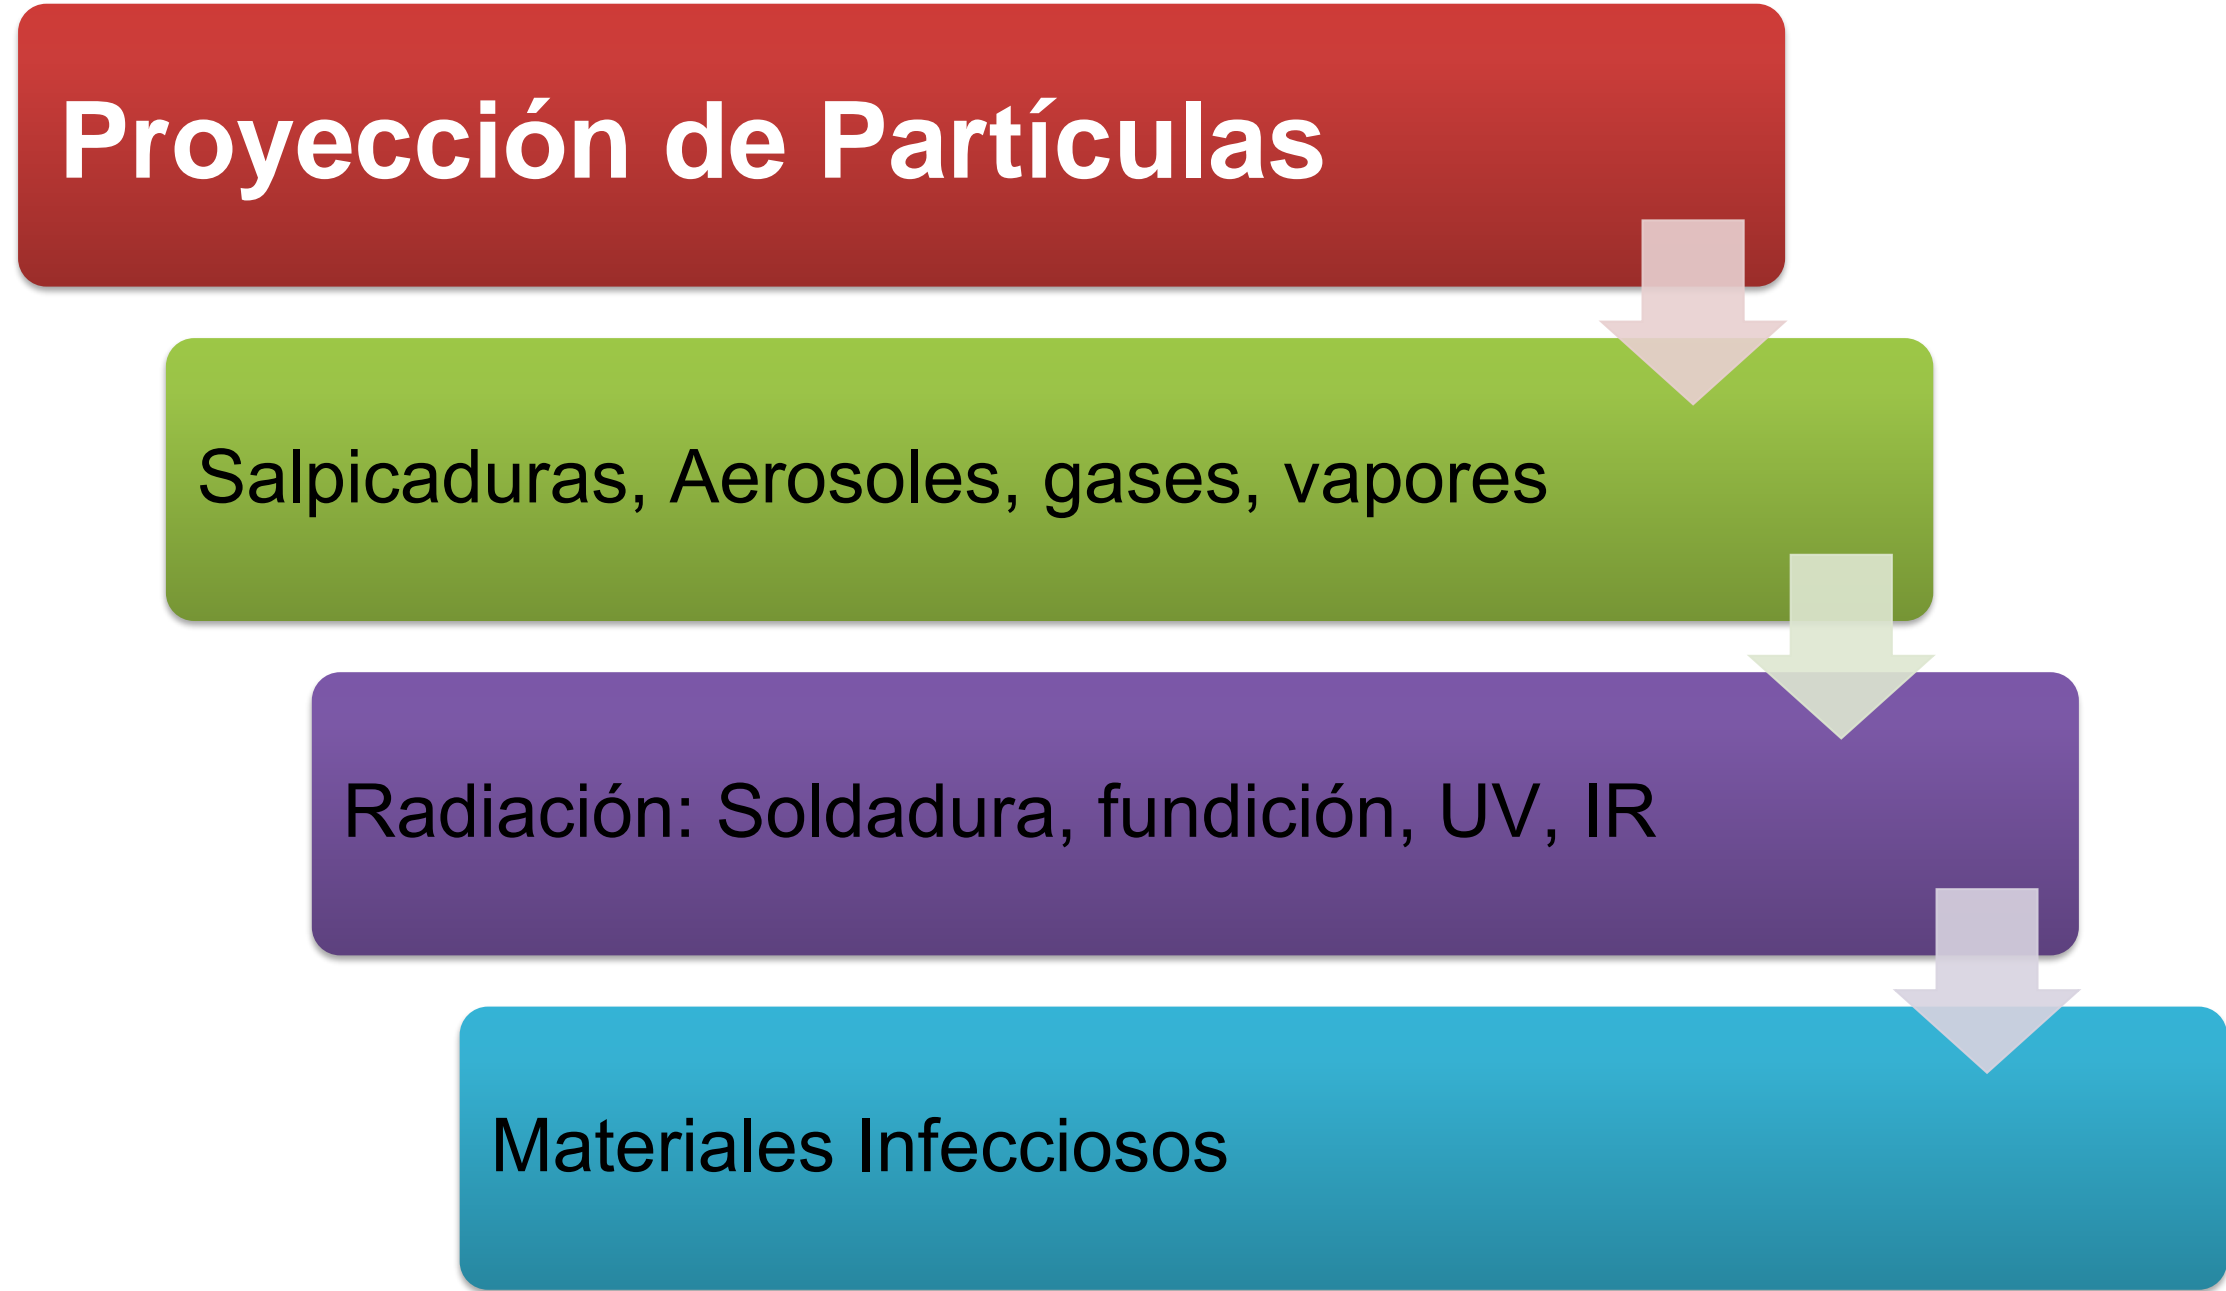 Proyección de Partículas
Salpicaduras, Aerosoles, gases, vapores
Radiación: Soldadura, fundición, UV, IR
Materiales Infecciosos